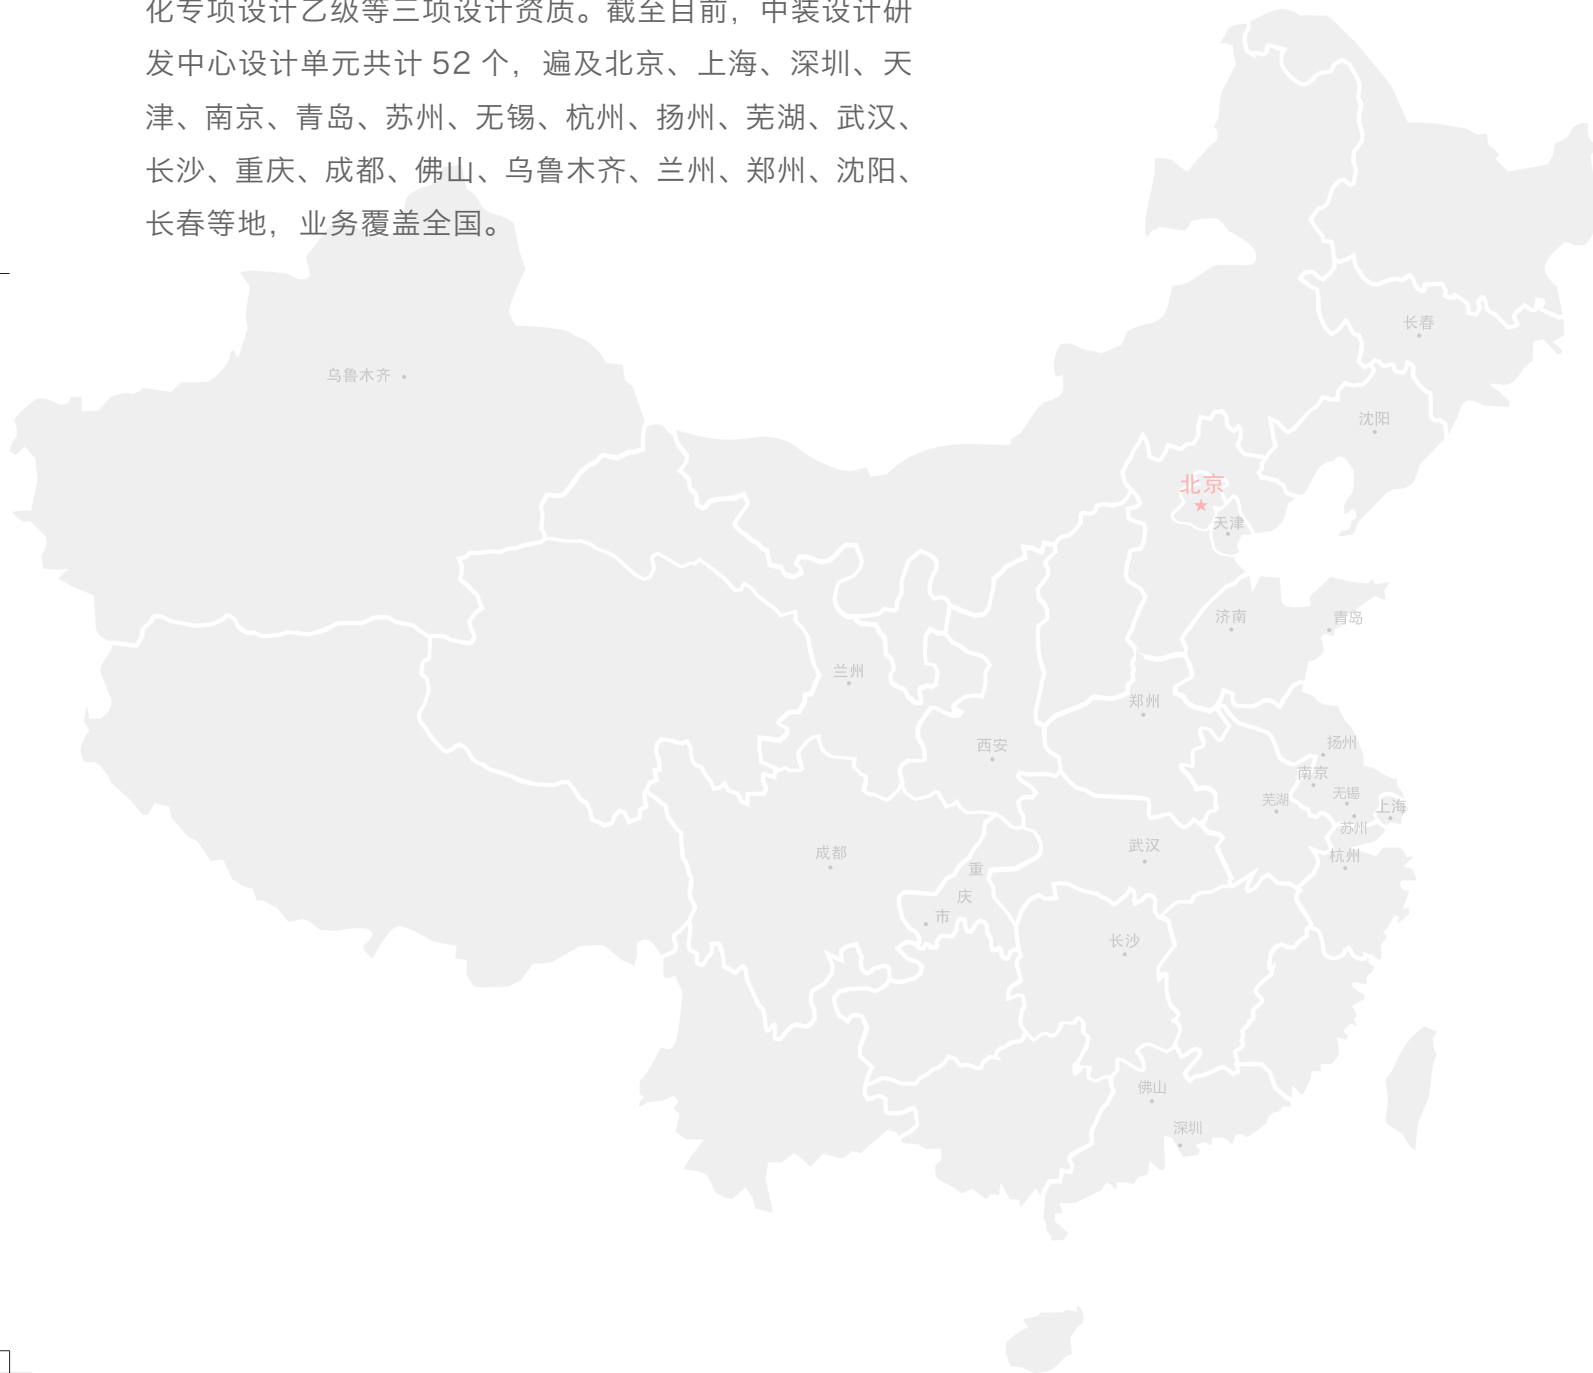 化专项设计乙级等三项设计资质。截至目前，中装设计研
发中心设计单元共计 52 个，遍及北京、上海、深圳、天
津、南京、青岛、苏州、无锡、杭州、扬州、芜湖、武汉、
长沙、重庆、成都、佛山、乌鲁木齐、兰州、郑州、沈阳、
长春等地，业务覆盖全国。
长春
乌鲁木齐
沈阳
北京
天津
济南
青岛
兰州
郑州
西安
扬州
南京
无锡
芜湖
上海
苏州
武汉
成都
杭州
重
庆
市
长沙
佛山
深圳